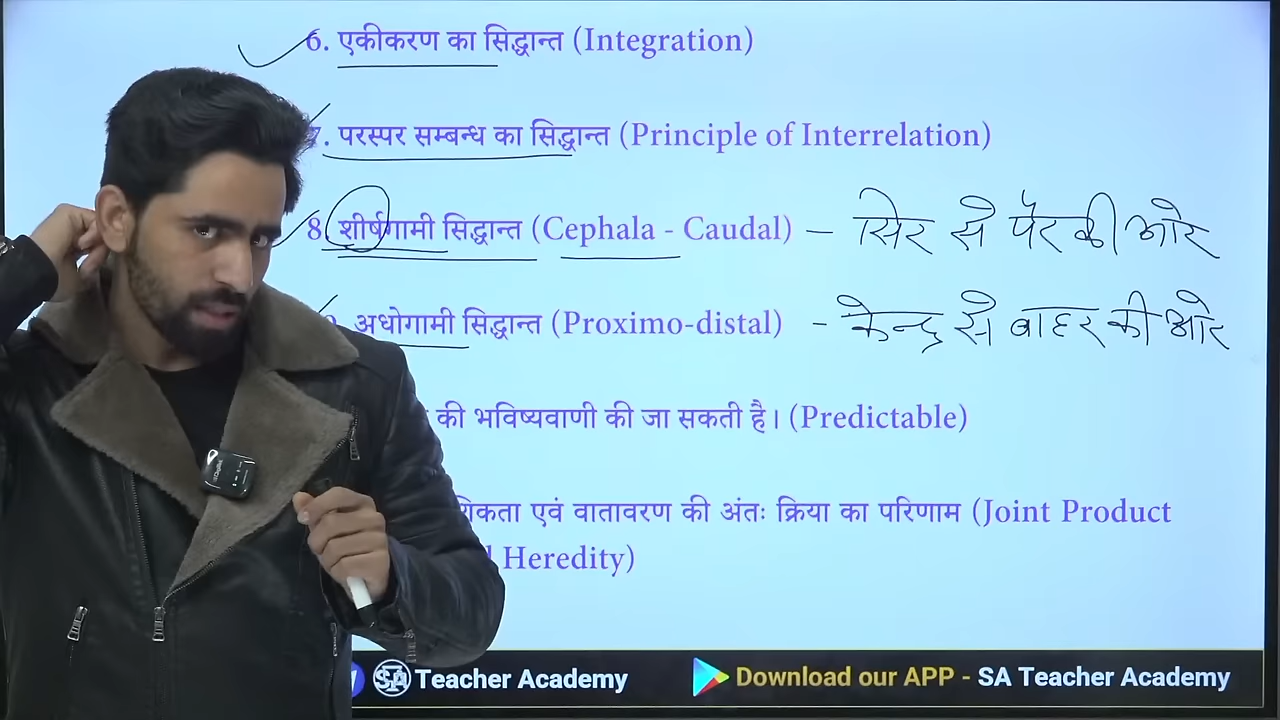 6. एकीकरण का सिद्धान्त (Integration)
7. परस्पर सम्बन्ध का सिद्धान्त (Principle of Interrelation)
8. शीर्षगामी सिद्धान्त (Cephala - Caudal) – सिर से पैर की ओर
अधोगामी सिद्धान्त (Proximo-distal) - केन्द्र से बाहर की ओर
की भविष्यवाणी की जा सकती है। (Predictable)
एवं वातावरण की अंतः क्रिया का परिणाम (Joint Product
Heredity)
SA Teacher Academy Download our APP - SA Teacher Academy